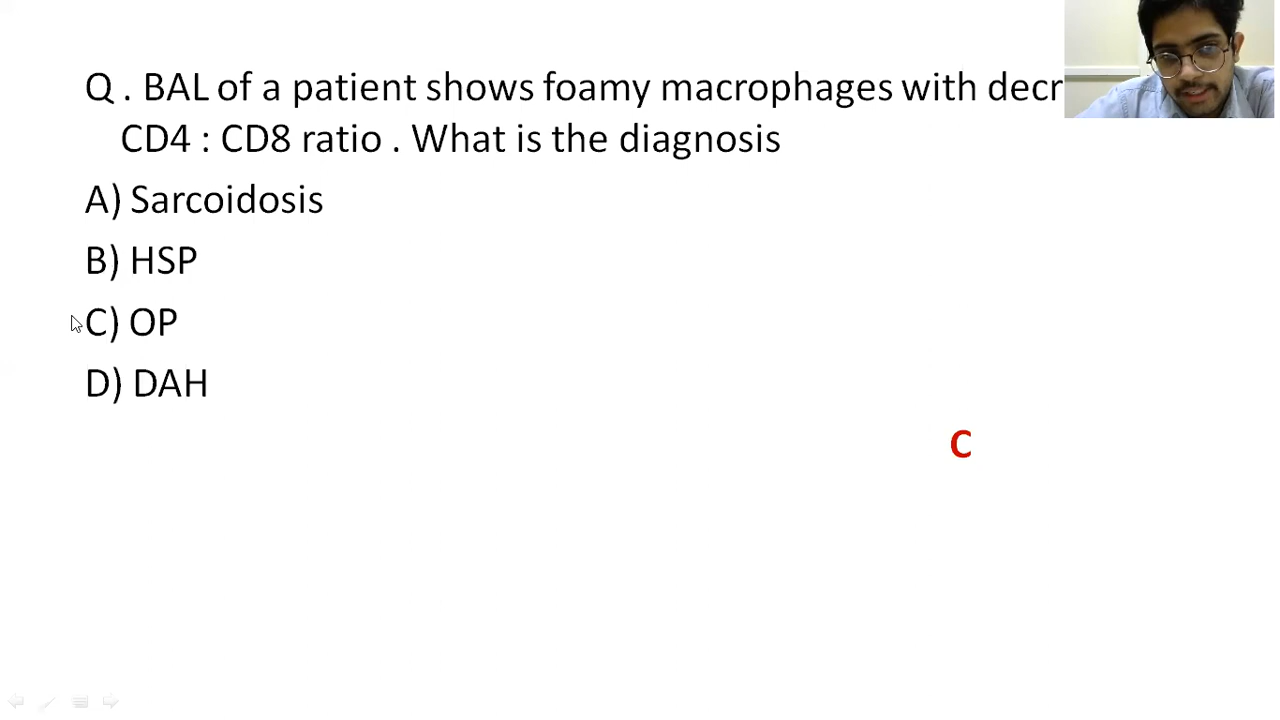 Q . BAL of a patient shows foamy macrophages with decr
CD4 : CD8 ratio . What is the diagnosis
A) Sarcoidosis
B) HSP
C) OP
D) DAH
C